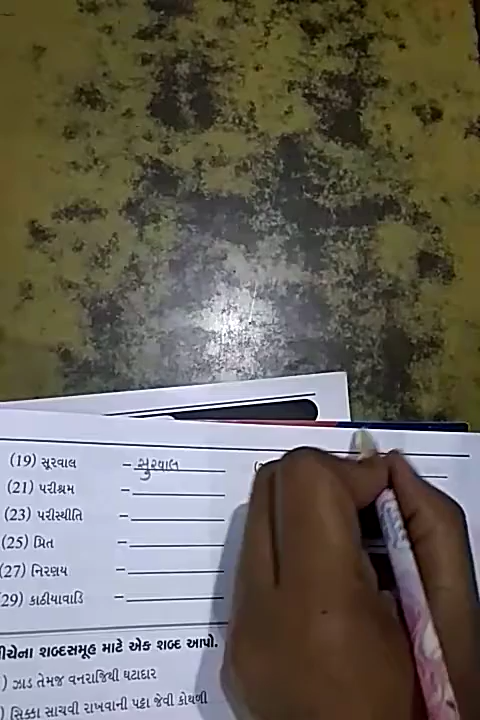 (19) સૂરવાલ – સુરવાલ
(21) પરીશ્રમ –
(23) પરીસ્થીતિ –
(25) પ્રિત –
(27) નિરણય –
(29) કાઠીયાવાડિ –
નીચેના શબ્દસમૂહ માટે એક શબ્દ આપો.
) ઝાડ તેમજ વનરાજિથી ઘટાદાર
) સિક્કા સાચવી રાખવાની પટ્ટા જેવી કોથળી